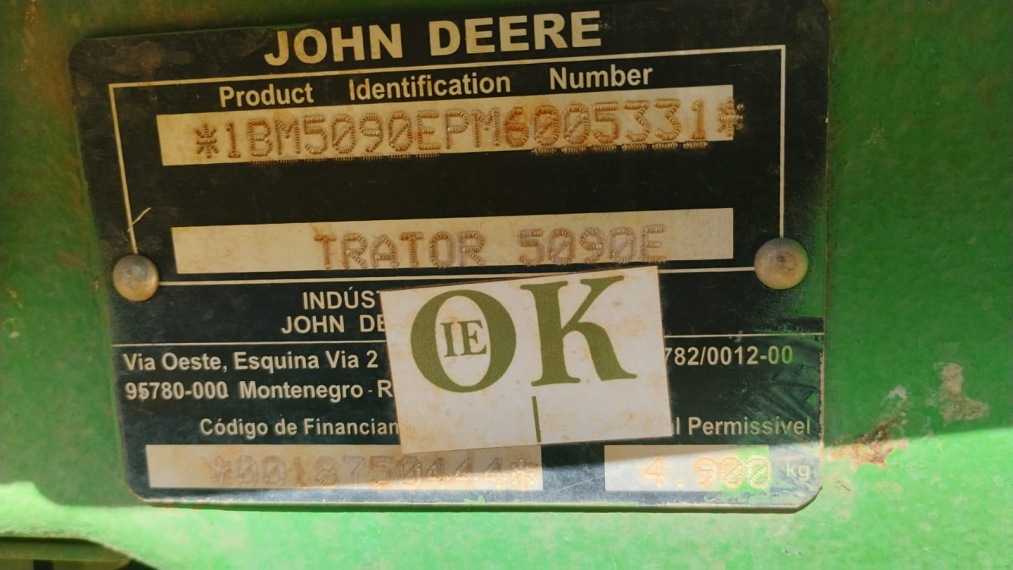 JOHN DEERE
Product Identification Number
*1BM5090EPM6005331*
TRATOR 5090E
INDÚS
JOHN DE
Via Oeste, Esquina Via 2
782/0012-00
95780-000 Montenegro - R
OK
IE
Código de Financian
l Permissível
*0018750444*
4.900 kg